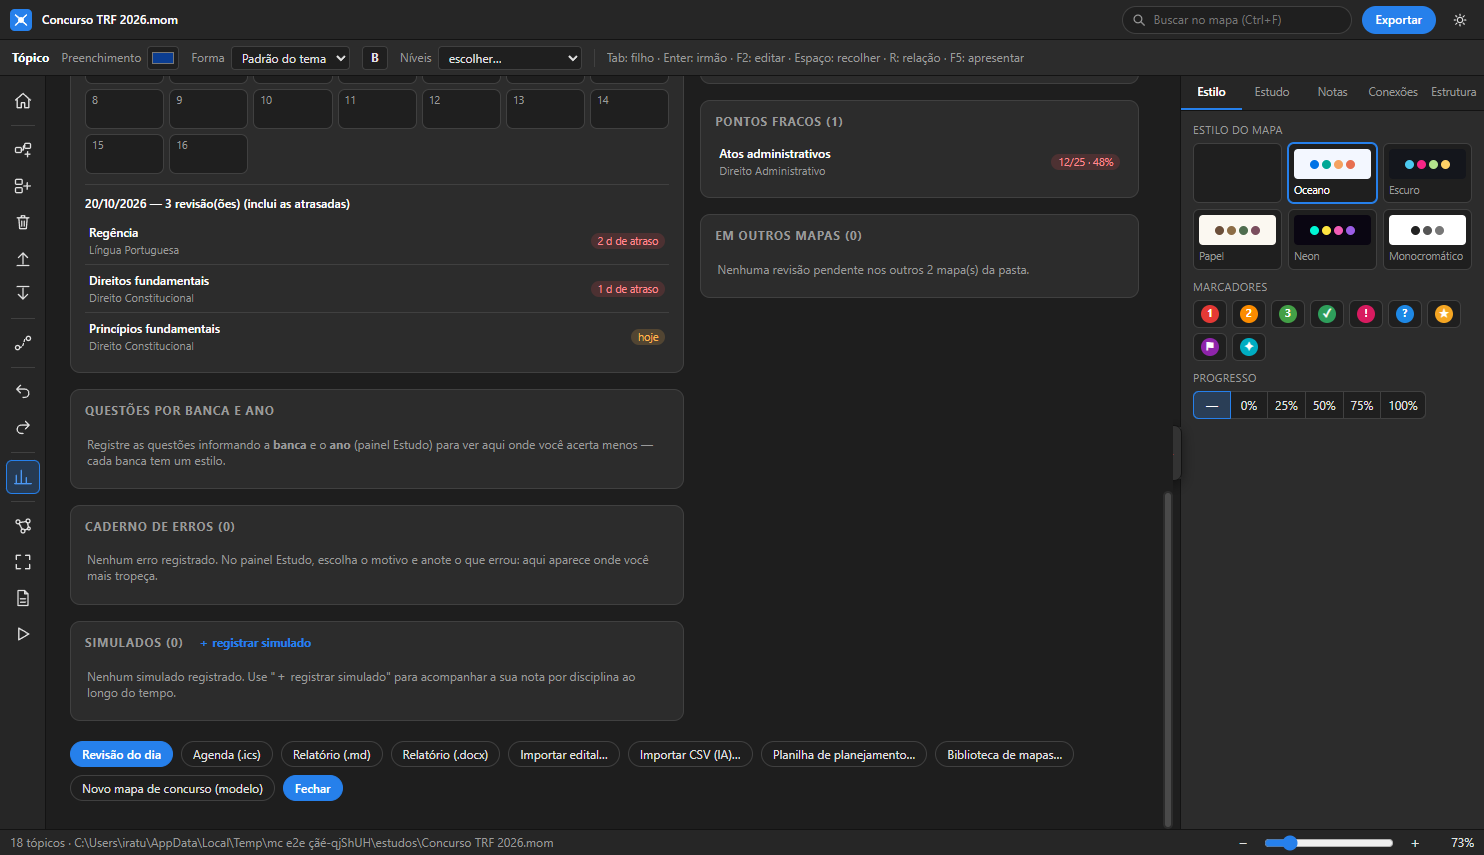 Concurso TRF 2026.mom
Buscar no mapa (Ctrl+F)
Exportar
Tópico
Preenchimento
Forma
Padrão do tema
B
Níveis
escolher...
Tab: filho · Enter: irmão · F2: editar · Espaço: recolher · R: relação · F5: apresentar
8
9
10
11
12
13
14
15
16
20/10/2026 — 3 revisão(ões) (inclui as atrasadas)
Regência
Língua Portuguesa
2 d de atraso
Direitos fundamentais
Direito Constitucional
1 d de atraso
Princípios fundamentais
Direito Constitucional
hoje
QUESTÕES POR BANCA E ANO
Registre as questões informando a banca e o ano (painel Estudo) para ver aqui onde você acerta menos —
cada banca tem um estilo.
CADERNO DE ERROS (0)
Nenhum erro registrado. No painel Estudo, escolha o motivo e anote o que errou: aqui aparece onde você
mais tropeça.
SIMULADOS (0)
+ registrar simulado
Nenhum simulado registrado. Use "+ registrar simulado" para acompanhar a sua nota por disciplina ao
longo do tempo.
PONTOS FRACOS (1)
Atos administrativos
Direito Administrativo
12/25 · 48%
EM OUTROS MAPAS (0)
Nenhuma revisão pendente nos outros 2 mapa(s) da pasta.
Revisão do dia
Agenda (.ics)
Relatório (.md)
Relatório (.docx)
Importar edital...
Importar CSV (IA)...
Planilha de planejamento...
Biblioteca de mapas...
Novo mapa de concurso (modelo)
Fechar
Estilo
Estudo
Notas
Conexões
Estrutura
ESTILO DO MAPA
Oceano
Escuro
Papel
Neon
Monocromático
MARCADORES
1
2
3
!
?
PROGRESSO
—
0%
25%
50%
75%
100%
18 tópicos · C:\Users\iratu\AppData\Local\Temp\mc e2e çãé-qjShUH\estudos\Concurso TRF 2026.mom
−
+
73%